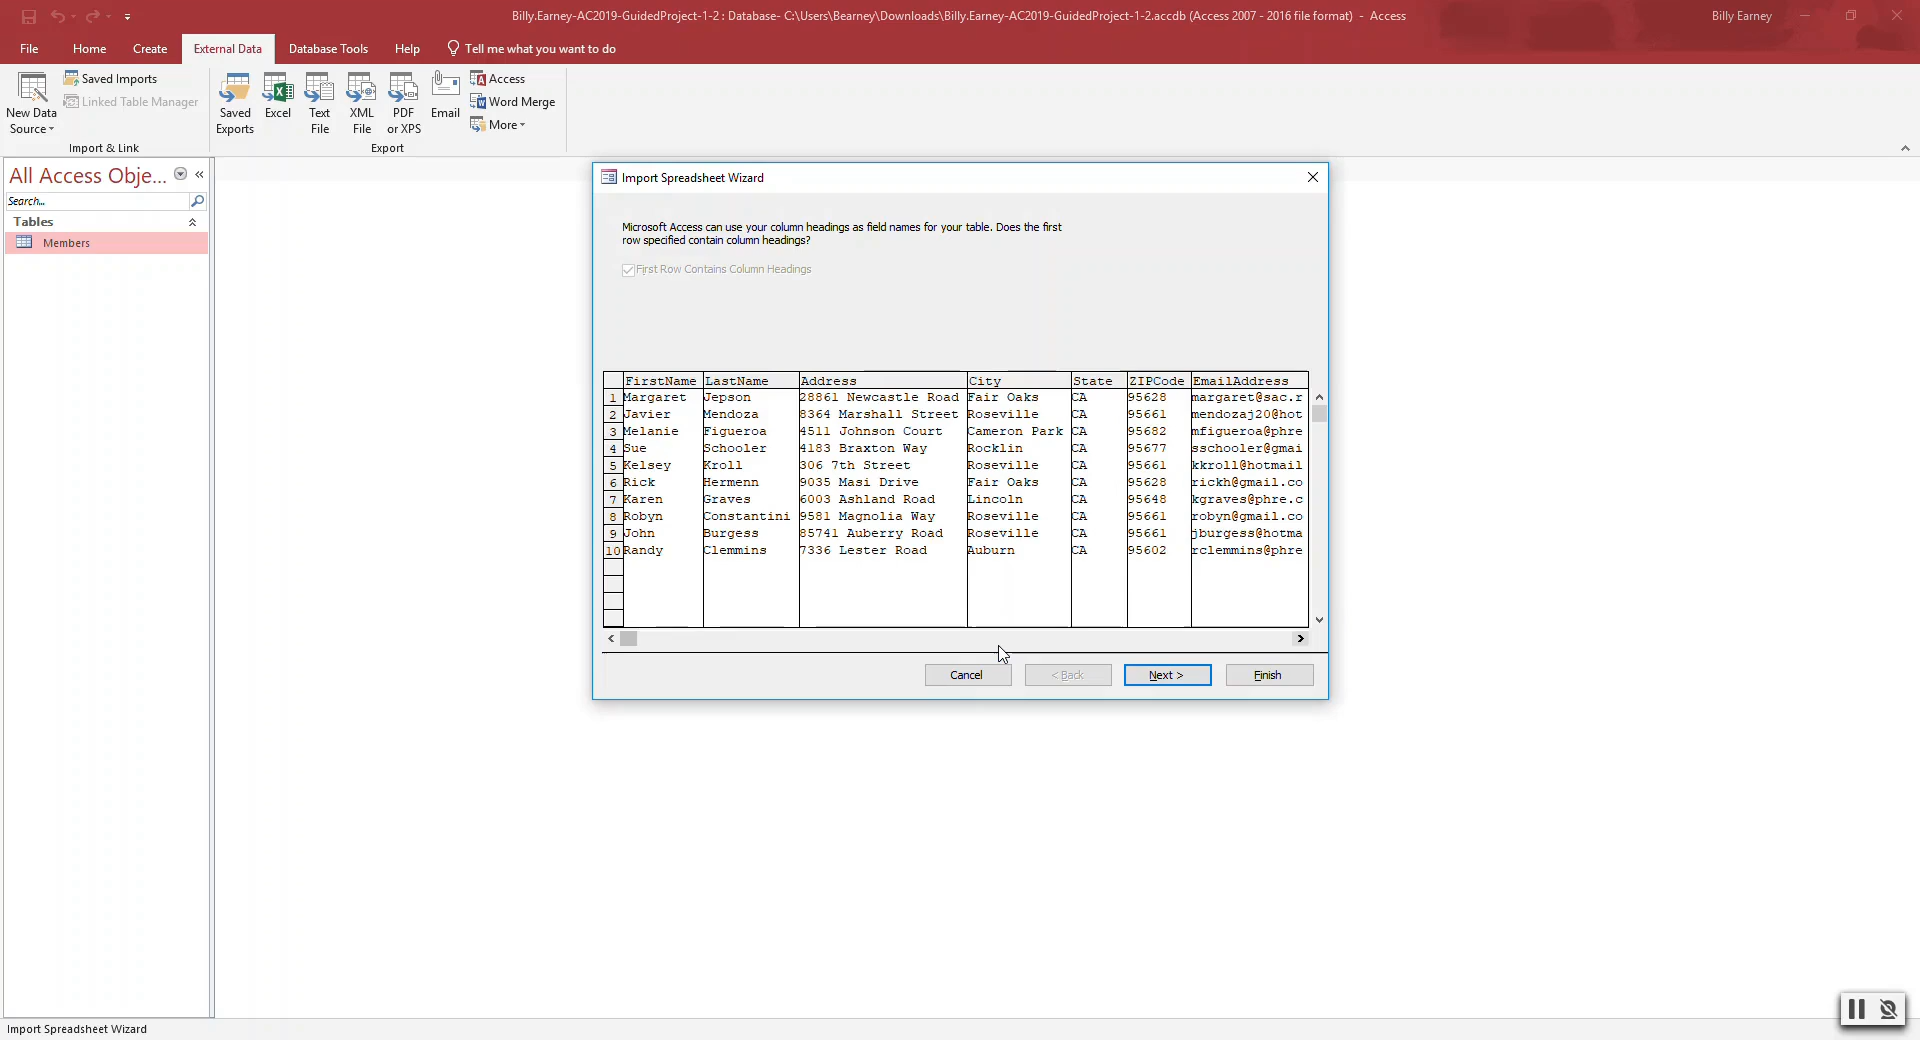 Billy.Earney-AC2019-GuidedProject-1-2 : Database- C:\Users\Bearney\Downloads\Billy.Earney-AC2019-GuidedProject-1-2.accdb (Access 2007 - 2016 file format)  -  Access
Billy Earney
File Home Create External Data Database Tools Help Tell me what you want to do
New Data Source
Saved Imports
Linked Table Manager
Import & Link
Saved Exports
Excel
Text File
XML File
PDF or XPS
Email
Access
Word Merge
More
Export
All Access Obje...
Search...
Tables
Members
Import Spreadsheet Wizard
Microsoft Access can use your column headings as field names for your table. Does the first
row specified contain column headings?
First Row Contains Column Headings
FirstName LastName Address City State ZIPCode EmailAddress
1 Margaret Jepson 28861 Newcastle Road Fair Oaks CA 95628 margaret@sac.r
2 Javier Mendoza 8364 Marshall Street Roseville CA 95661 mendozaj20@hot
3 Melanie Figueroa 4511 Johnson Court Cameron Park CA 95682 mfigueroa@phre
4 Sue Schooler 4183 Braxton Way Rocklin CA 95677 sschooler@gmai
5 Kelsey Kroll 306 7th Street Roseville CA 95661 kkroll@hotmail
6 Rick Hermenn 9035 Masi Drive Fair Oaks CA 95628 rickh@gmail.co
7 Karen Graves 6003 Ashland Road Lincoln CA 95648 kgraves@phre.c
8 Robyn Constantini 9581 Magnolia Way Roseville CA 95661 robyn@gmail.co
9 John Burgess 85741 Auberry Road Roseville CA 95661 jburgess@hotma
10 Randy Clemmins 7336 Lester Road Auburn CA 95602 rclemmins@phre
Cancel < Back Next > Finish
Import Spreadsheet Wizard